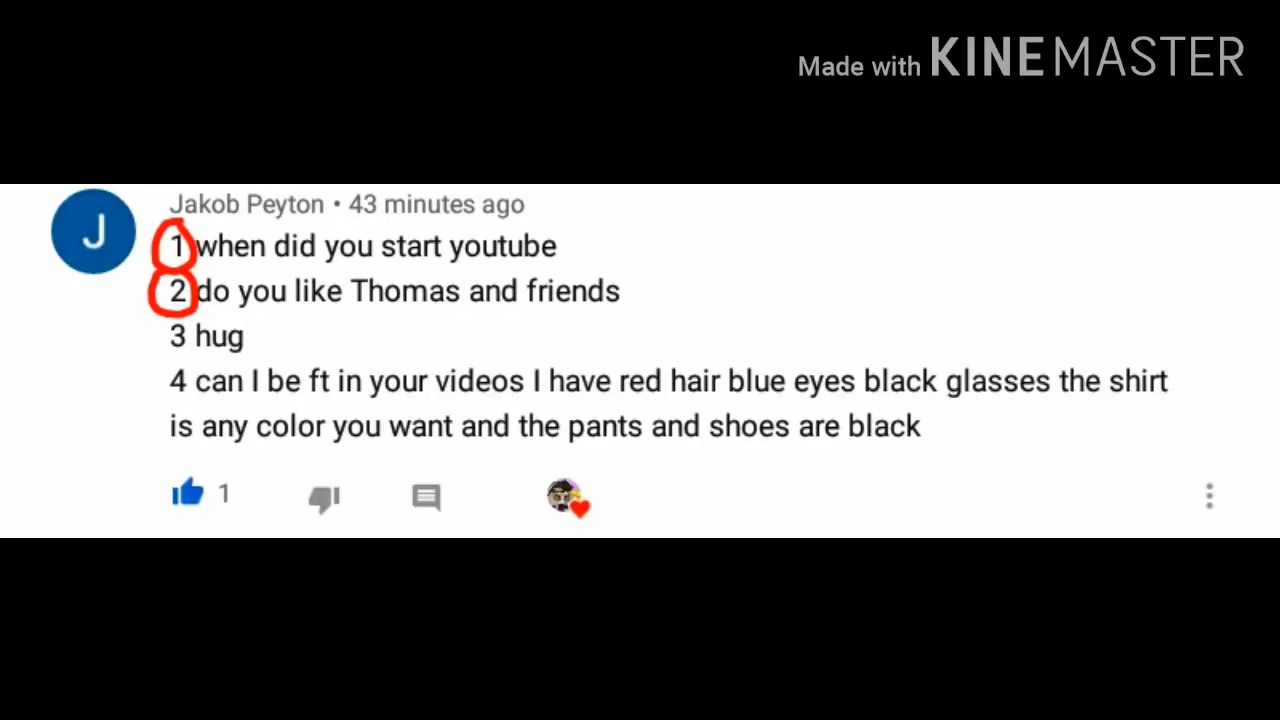 Made with KINEMASTER
J
Jakob Peyton • 43 minutes ago
1 when did you start youtube
2 do you like Thomas and friends
3 hug
4 can I be ft in your videos I have red hair blue eyes black glasses the shirt
is any color you want and the pants and shoes are black
1